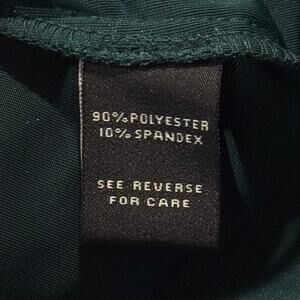 90% POLYESTER
10% SPANDEX
SEE REVERSE
FOR CARE